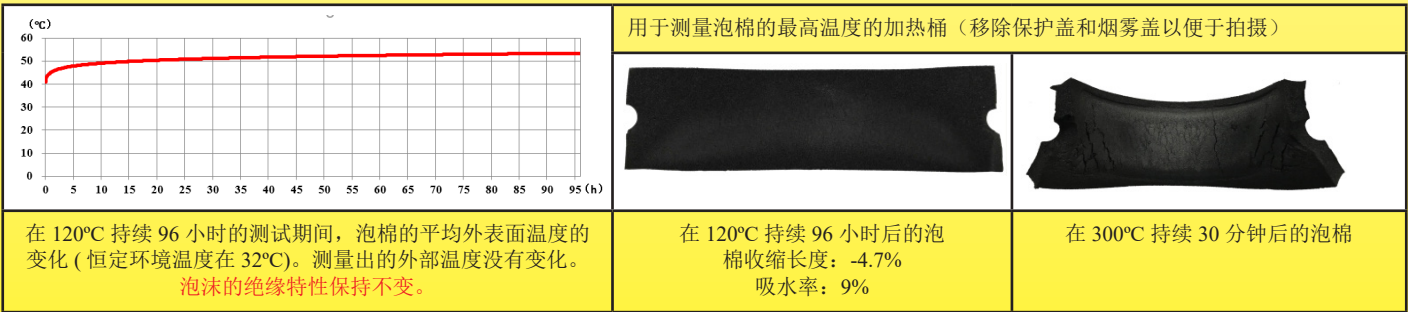 (℃)
60
50
40
30
20
10
0
0 5 10 15 20 25 30 35 40 45 50 55 60 65 70 75 80 85 90 95 (h)
用于测量泡棉的最高温度的加热桶（移除保护盖和烟雾盖以便于拍摄）
在 120ºC 持续 96 小时的测试期间，泡棉的平均外表面温度的
变化 ( 恒定环境温度在 32ºC)。测量出的外部温度没有变化。
泡沫的绝缘特性保持不变。
在 120ºC 持续 96 小时后的泡
棉收缩长度：-4.7%
吸水率：9%
在 300ºC 持续 30 分钟后的泡棉